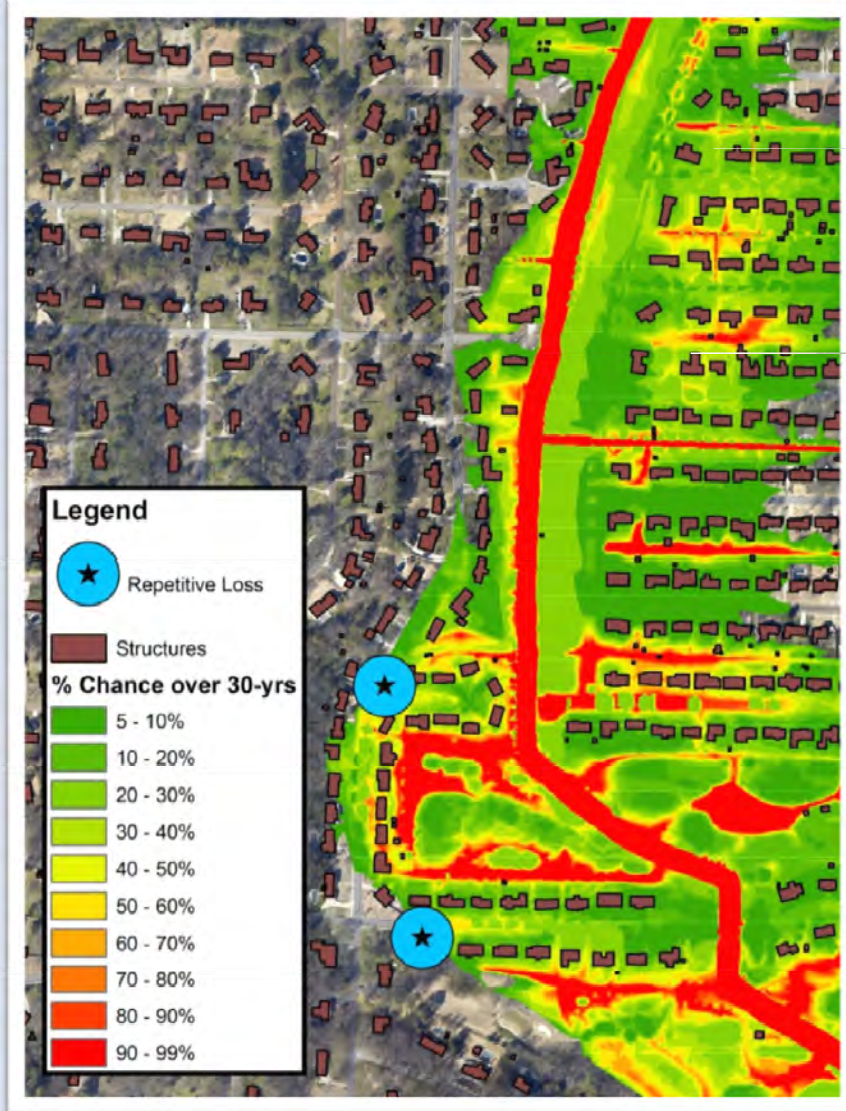 Legend
Repetitive Loss
Structures
% Chance over 30-yrs
5 - 10%
10 - 20%
20 - 30%
30 - 40%
40 - 50%
50 - 60%
60 - 70%
70 - 80%
80 - 90%
90 - 99%